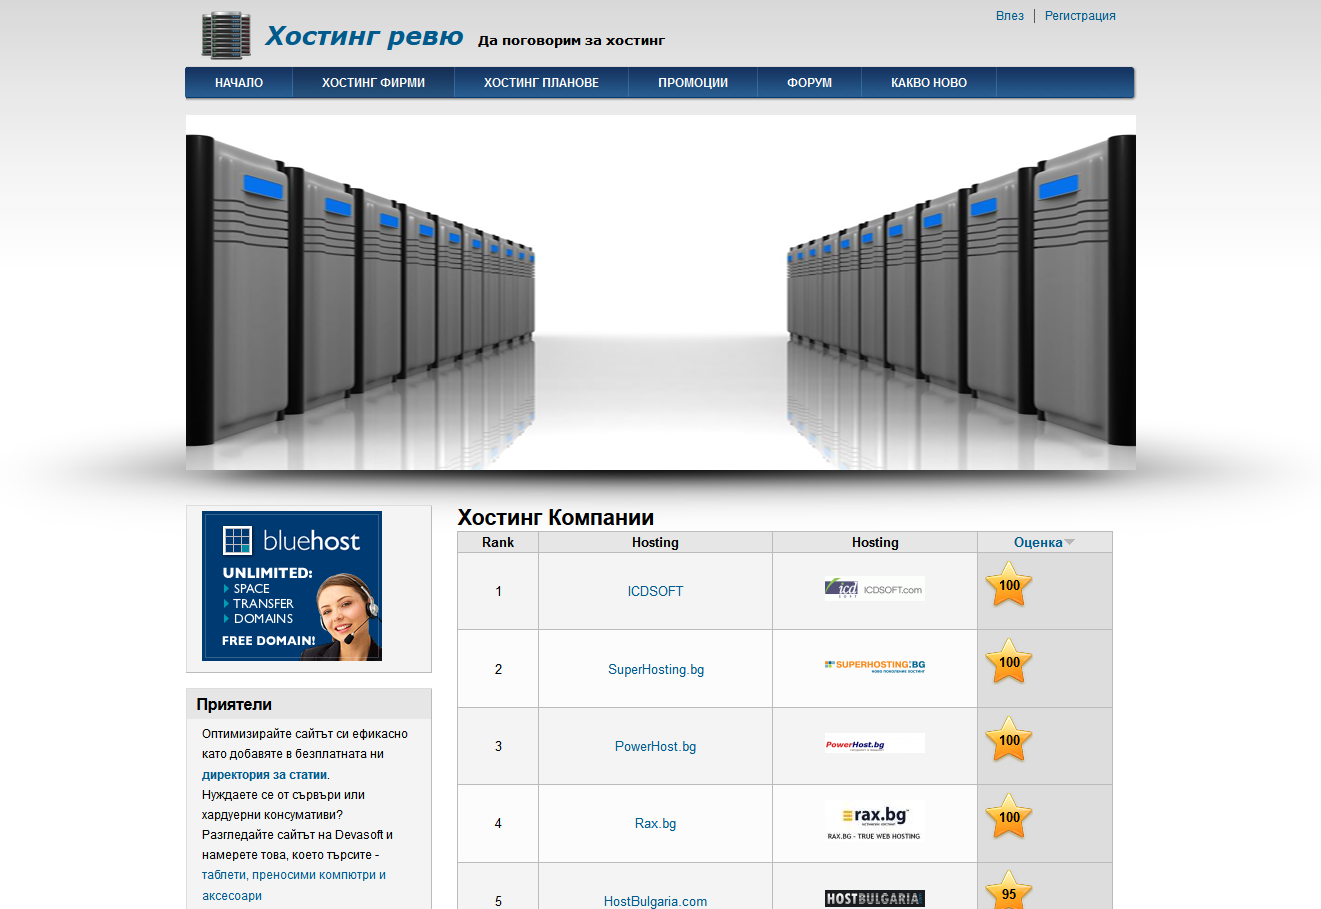 Влез
Регистрация
Хостинг ревю
Да поговорим за хостинг
НАЧАЛО
ХОСТИНГ ФИРМИ
ХОСТИНГ ПЛАНОВЕ
ПРОМОЦИИ
ФОРУМ
КАКВО НОВО
bluehost
UNLIMITED:
SPACE
TRANSFER
DOMAINS
FREE DOMAIN!
Приятели
Оптимизирайте сайтът си ефикасно
като добавяте в безплатната ни
директория за статии.
Нуждаете се от сървъри или
хардуерни консумативи?
Разгледайте сайтът на Devasoft и
намерете това, което търсите -
таблети, преносими компютри и
аксесоари
Хостинг Компании
Rank Hosting Hosting Оценка
1 ICDSOFT icd SOFT ICDSOFT.com 100
2 SuperHosting.bg SUPERHOSTING.BG 100
3 PowerHost.bg PowerHost.bg 100
4 Rax.bg rax.bg 100
RAX.BG - TRUE WEB HOSTING
5 HostBulgaria.com HOSTBULGARIA 95